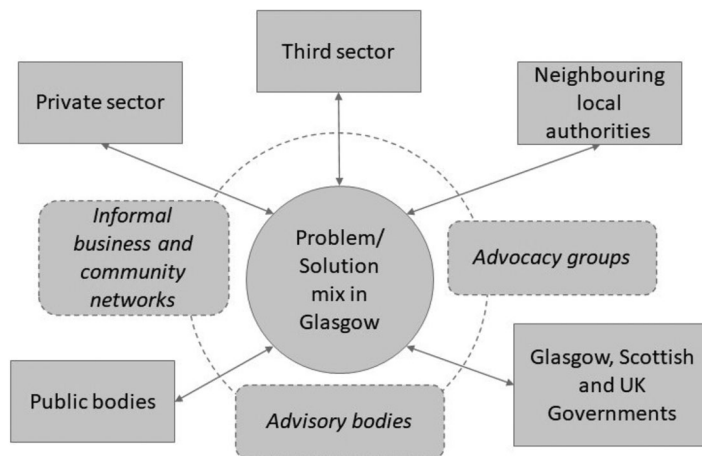 Third sector
Private sector
Neighbouring
local
authorities
Informal
business and
community
networks
Problem/
Solution
mix in
Glasgow
Advocacy groups
Public bodies
Advisory bodies
Glasgow, Scottish
and UK
Governments